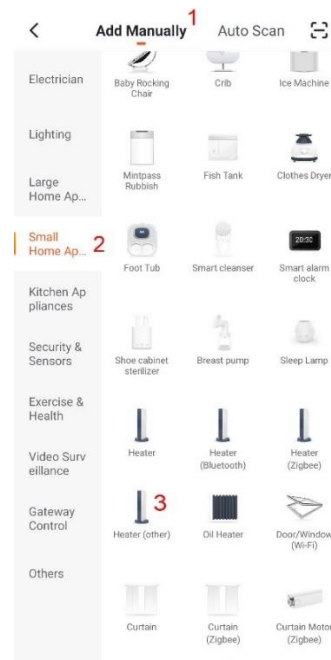 Add Manually
1
Auto Scan
Electrician
Lighting
Large
Home Ap...
Small
Home Ap...
2
Kitchen Ap
pliances
Security &
Sensors
Exercise &
Health
Video Surv
eillance
Gateway
Control
Others
Baby Rocking
Chair
Crib
Ice Machine
Mintpass
Rubbish
Fish Tank
Clothes Dryer
Foot Tub
Smart cleanser
20:30
Smart alarm
clock
Shoe cabinet
sterilizer
Breast pump
Sleep Lamp
Heater
Heater
(Bluetooth)
Heater
(Zigbee)
3
Heater (other)
Oil Heater
Door/Window
(Wi-Fi)
Curtain
Curtain
(Zigbee)
Curtain Motor
(Zigbee)